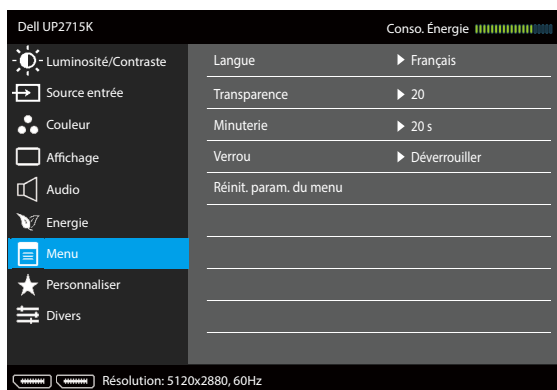 Dell UP2715K Conso. Énergie
Luminosité/Contraste Langue Français
Source entrée Transparence 20
Couleur Minuterie 20 s
Affichage Verrou Déverrouiller
Audio Réinit. param. du menu
Energie
Menu
Personnaliser
Divers
Résolution: 5120x2880, 60Hz